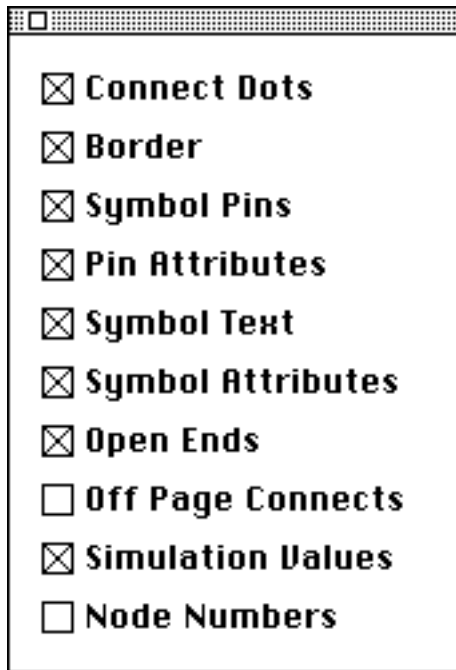 Connect Dots
Border
Symbol Pins
Pin Attributes
Symbol Text
Symbol Attributes
Open Ends
Off Page Connects
Simulation Values
Node Numbers